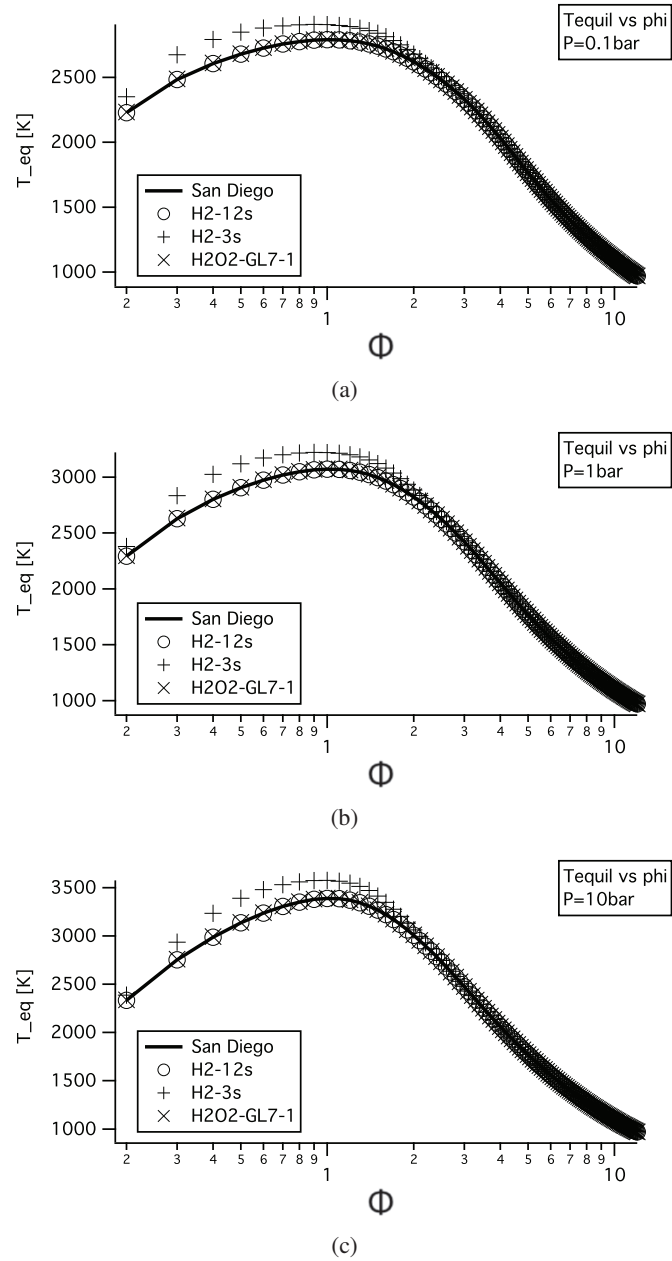 Tequil vs phi
P=0.1bar
2500
2000
1500
1000
T_eq [K]
San Diego
H2-12s
H2-3s
H2O2-GL7-1
2 3 4 5 6 7 8 9 1 2 3 4 5 6 7 8 9 10
Φ
(a)
Tequil vs phi
P=1bar
3000
2500
2000
1500
1000
T_eq [K]
San Diego
H2-12s
H2-3s
H2O2-GL7-1
2 3 4 5 6 7 8 9 1 2 3 4 5 6 7 8 9 10
Φ
(b)
Tequil vs phi
P=10bar
3500
3000
2500
2000
1500
1000
T_eq [K]
San Diego
H2-12s
H2-3s
H2O2-GL7-1
2 3 4 5 6 7 8 9 1 2 3 4 5 6 7 8 9 10
Φ
(c)